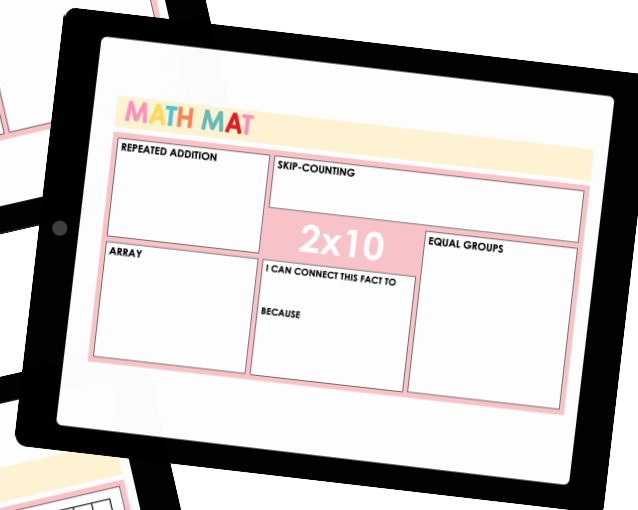 MATH MAT
REPEATED ADDITION
SKIP-COUNTING
2x10
EQUAL GROUPS
ARRAY
I CAN CONNECT THIS FACT TO
BECAUSE